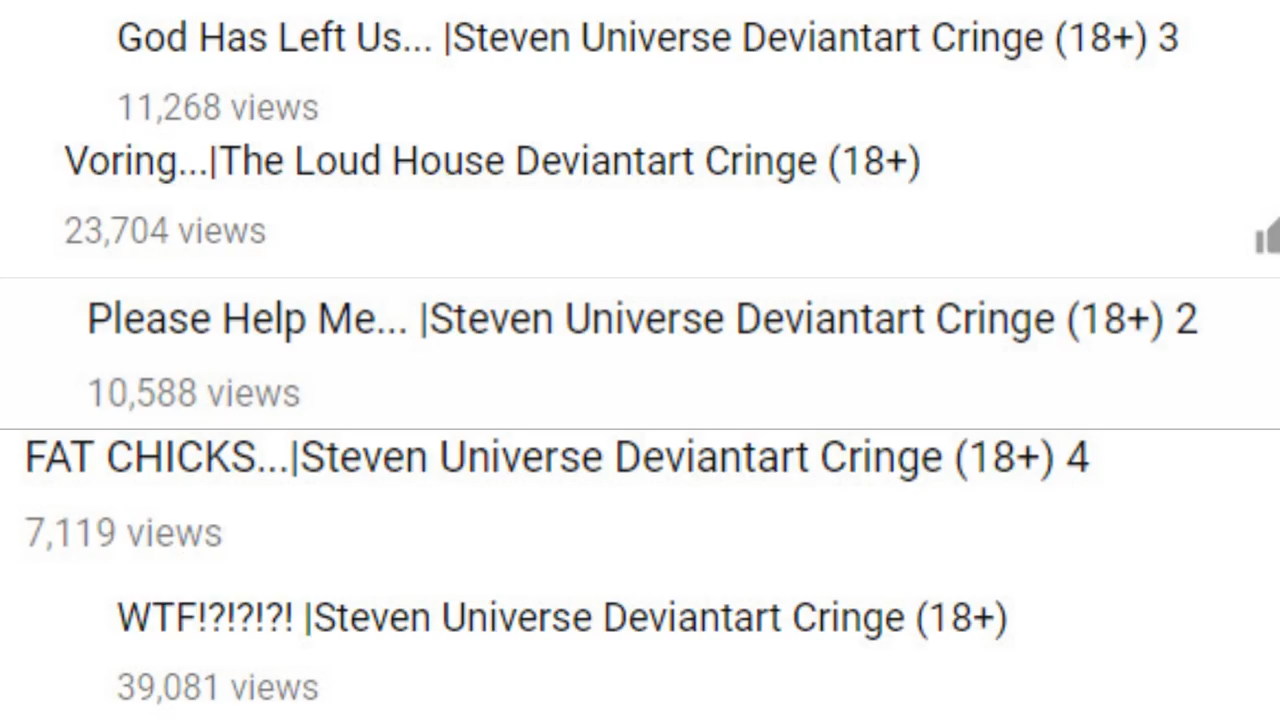 God Has Left Us... |Steven Universe Deviantart Cringe (18+) 3
11,268 views
Voring...|The Loud House Deviantart Cringe (18+)
23,704 views
Please Help Me... |Steven Universe Deviantart Cringe (18+) 2
10,588 views
FAT CHICKS...|Steven Universe Deviantart Cringe (18+) 4
7,119 views
WTF!?!?!?! |Steven Universe Deviantart Cringe (18+)
39,081 views